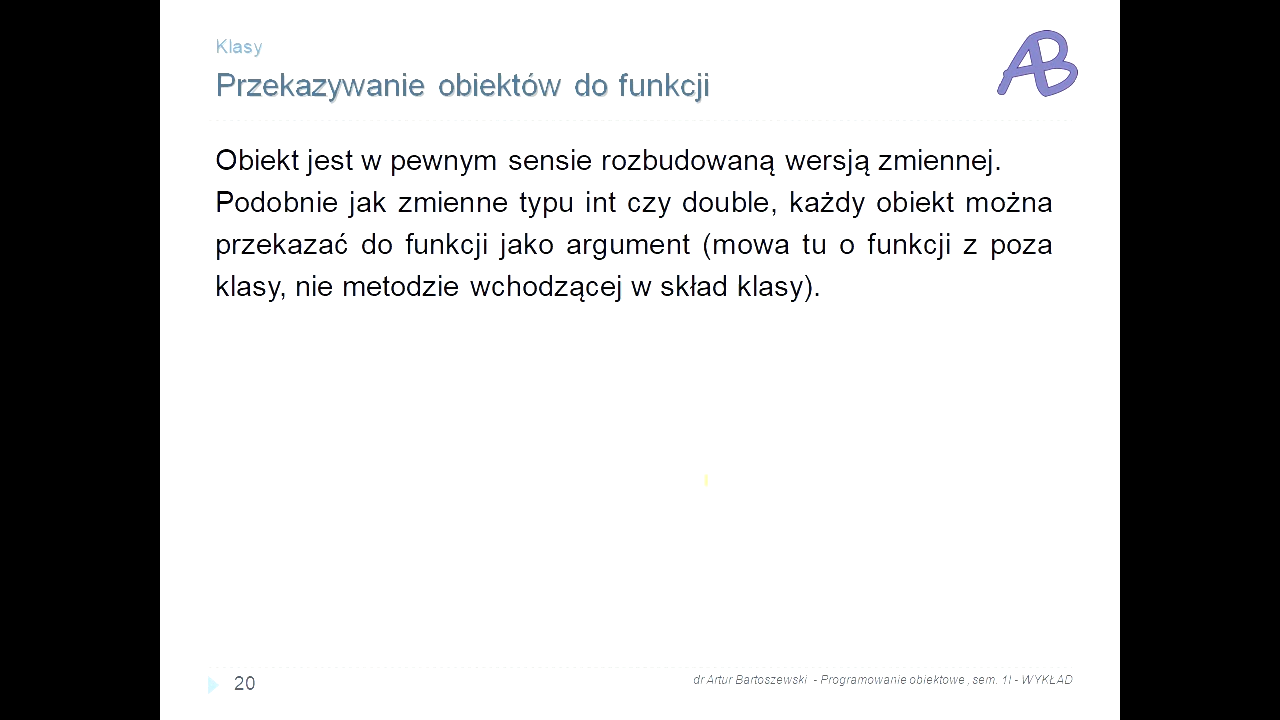 Klasy
Przekazywanie obiektów do funkcji
AB
Obiekt jest w pewnym sensie rozbudowaną wersją zmiennej.
Podobnie jak zmienne typu int czy double, każdy obiekt można
przekazać do funkcji jako argument (mowa tu o funkcji z poza
klasy, nie metodzie wchodzącej w skład klasy).
20
dr Artur Bartoszewski - Programowanie obiektowe, sem. 1I - WYKŁAD